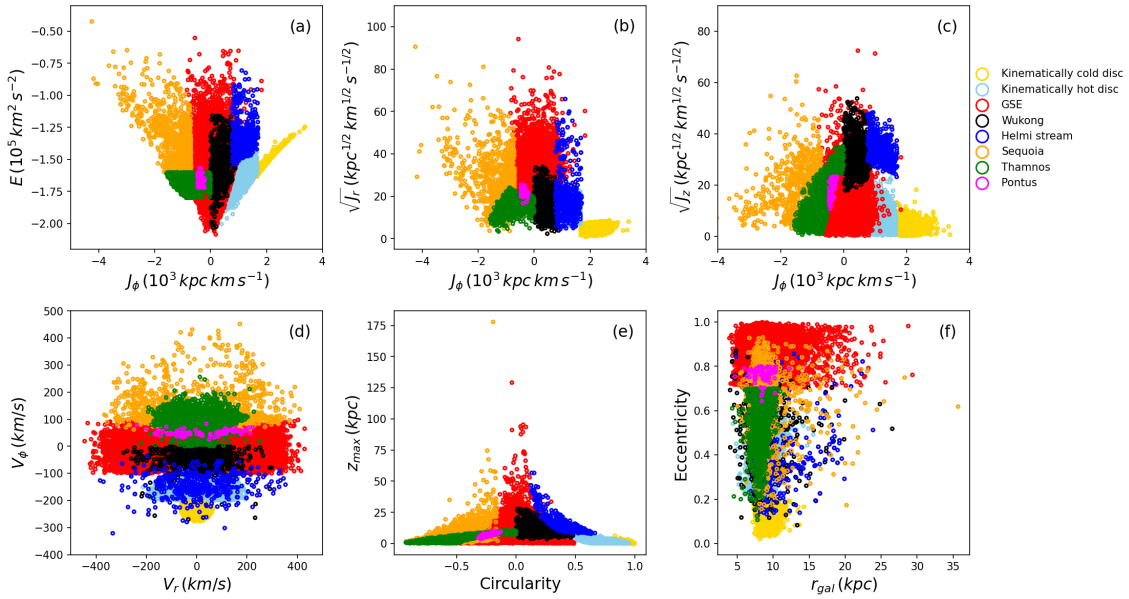 (a)
−0.50
−0.75
−1.00
−1.25
−1.50
−1.75
−2.00
E (10⁵ km² s⁻²)
−4 −2 0 2 4
J_ϕ (10³ kpc km s⁻¹)
(b)
100
80
60
40
20
0
√J_r (kpc^{1/2} km^{1/2} s^{−1/2})
−4 −2 0 2 4
J_ϕ (10³ kpc km s⁻¹)
(c)
80
60
40
20
0
√J_z (kpc^{1/2} km^{1/2} s^{−1/2})
−4 −2 0 2 4
J_ϕ (10³ kpc km s⁻¹)
Kinematically cold disc
Kinematically hot disc
GSE
Wukong
Helmi stream
Sequoia
Thamnos
Pontus
(d)
500
400
300
200
100
0
−100
−200
−300
−400
V_ϕ (km/s)
−400 −200 0 200 400
V_r (km/s)
(e)
175
150
125
100
75
50
25
0
z_max (kpc)
−0.5 0.0 0.5 1.0
Circularity
(f)
1.0
0.8
0.6
0.4
0.2
0.0
Eccentricity
5 10 15 20 25 30 35
r_gal (kpc)